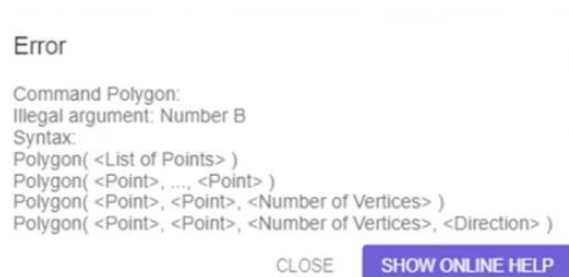 Error
Command Polygon:
Illegal argument: Number B
Syntax:
Polygon( <List of Points> )
Polygon( <Point>, ..., <Point> )
Polygon( <Point>, <Point>, <Number of Vertices> )
Polygon( <Point>, <Point>, <Number of Vertices>, <Direction> )
CLOSE SHOW ONLINE HELP